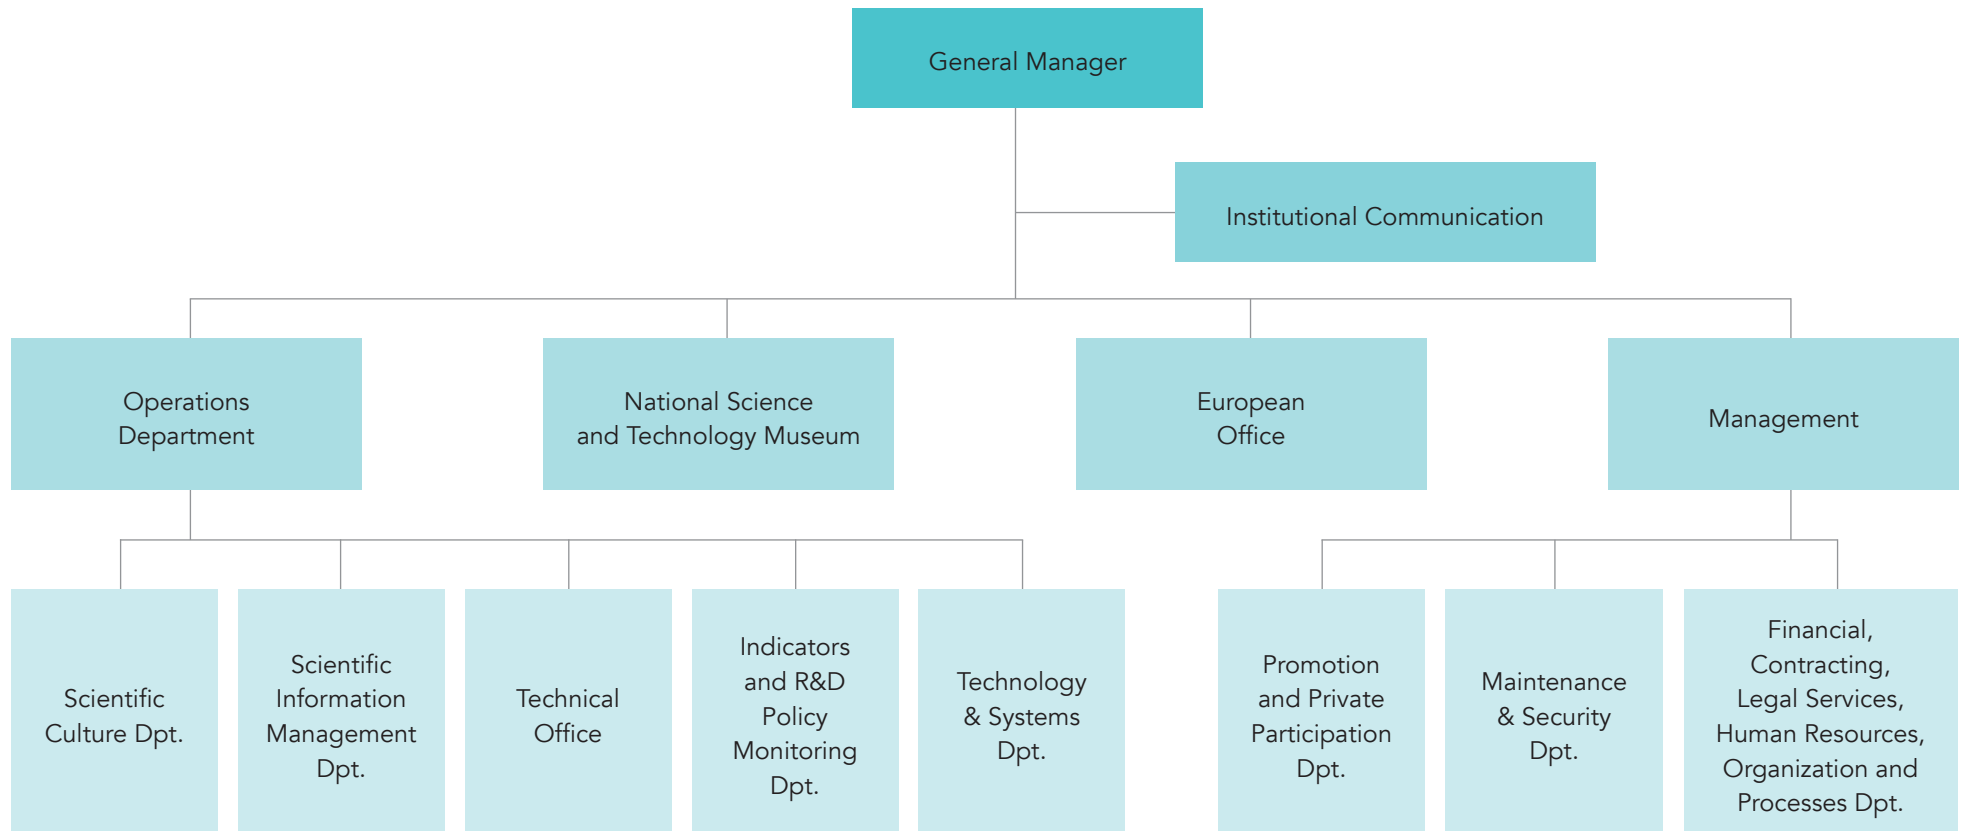 General Manager
Institutional Communication
Operations
Department
National Science
and Technology Museum
European
Office
Management
Scientific
Culture Dpt.
Scientific
Information
Management
Dpt.
Technical
Office
Indicators
and R&D
Policy
Monitoring
Dpt.
Technology
& Systems
Dpt.
Promotion
and Private
Participation
Dpt.
Maintenance
& Security
Dpt.
Financial,
Contracting,
Legal Services,
Human Resources,
Organization and
Processes Dpt.